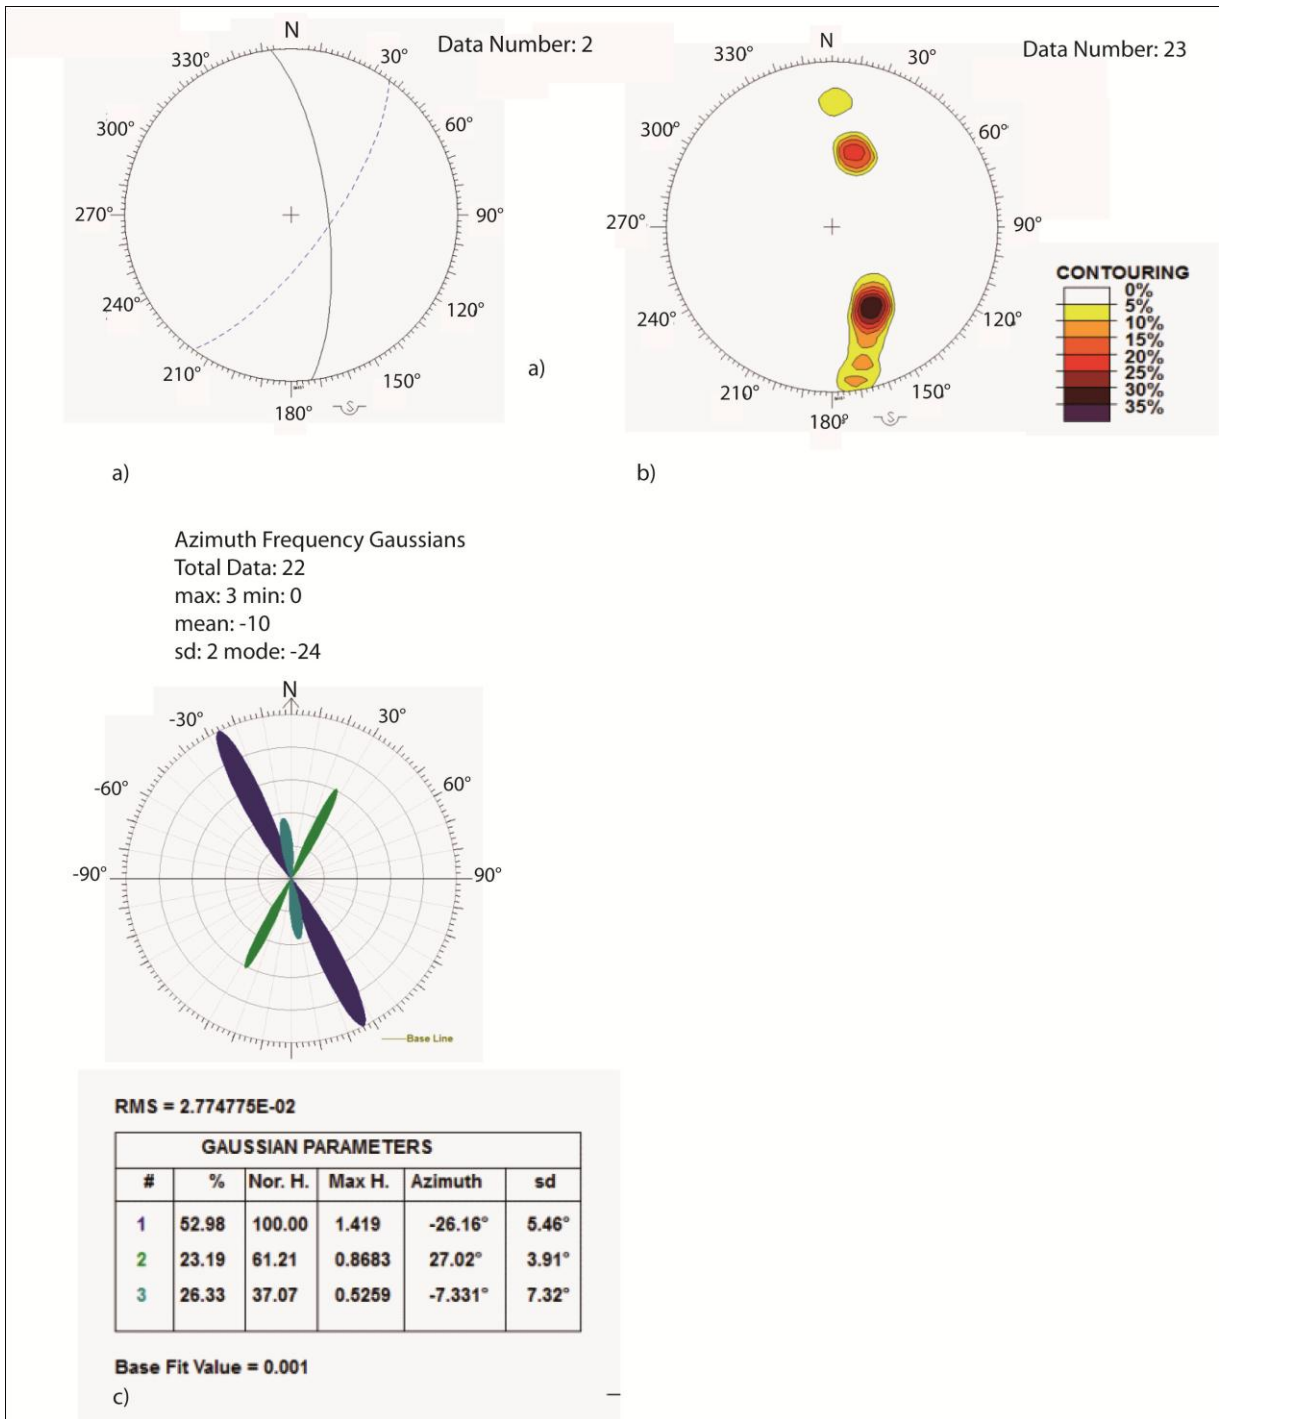 N
Data Number: 2
330°
30°
300°
60°
270°
90°
240°
120°
210°
150°
180°
S
a)
a)
N
Data Number: 23
330°
30°
300°
60°
270°
90°
240°
120°
210°
150°
180°
S
CONTOURING
0%
5%
10%
15%
20%
25%
30%
35%
b)
Azimuth Frequency Gaussians
Total Data: 22
max: 3 min: 0
mean: -10
sd: 2 mode: -24
N
-30°
30°
-60°
60°
-90°
90°
Base Line
RMS = 2.774775E-02
GAUSSIAN PARAMETERS
# % Nor. H. Max H. Azimuth sd
1 52.98 100.00 1.419 -26.16° 5.46°
2 23.19 61.21 0.8683 27.02° 3.91°
3 26.33 37.07 0.5259 -7.331° 7.32°
Base Fit Value = 0.001
c)